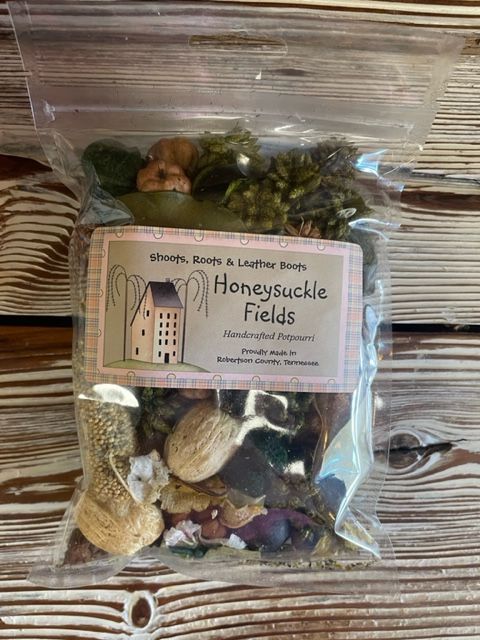 Shoots, Roots & Leather Boots
Honeysuckle
Fields
Handcrafted Potpourri
Proudly Made in
Robertson County, Tennessee